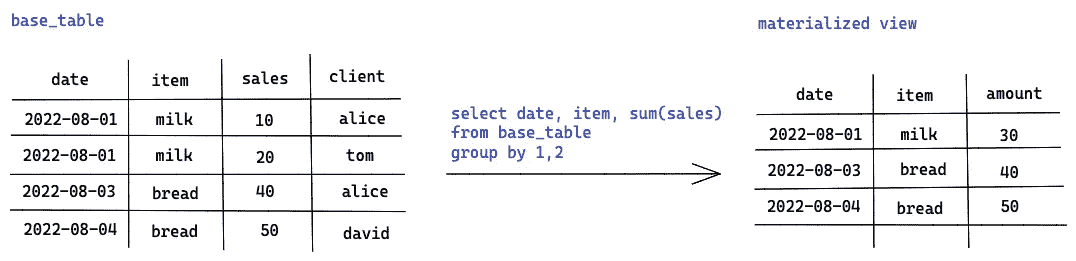 base_table
date item sales client
2022-08-01 milk 10 alice
2022-08-01 milk 20 tom
2022-08-03 bread 40 alice
2022-08-04 bread 50 david
select date, item, sum(sales)
from base_table
group by 1,2
materialized view
date item amount
2022-08-01 milk 30
2022-08-03 bread 40
2022-08-04 bread 50